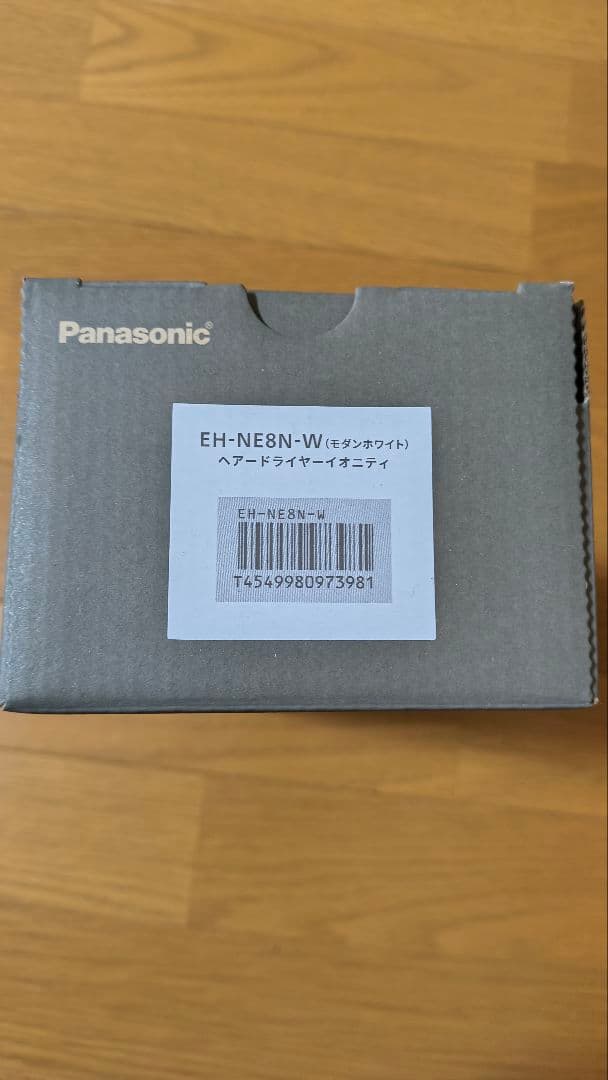 Panasonic®
EH-NE8N-W(モダンホワイト)
ヘアードライヤーイオニティ
EH-NE8N-W
T4549980973981